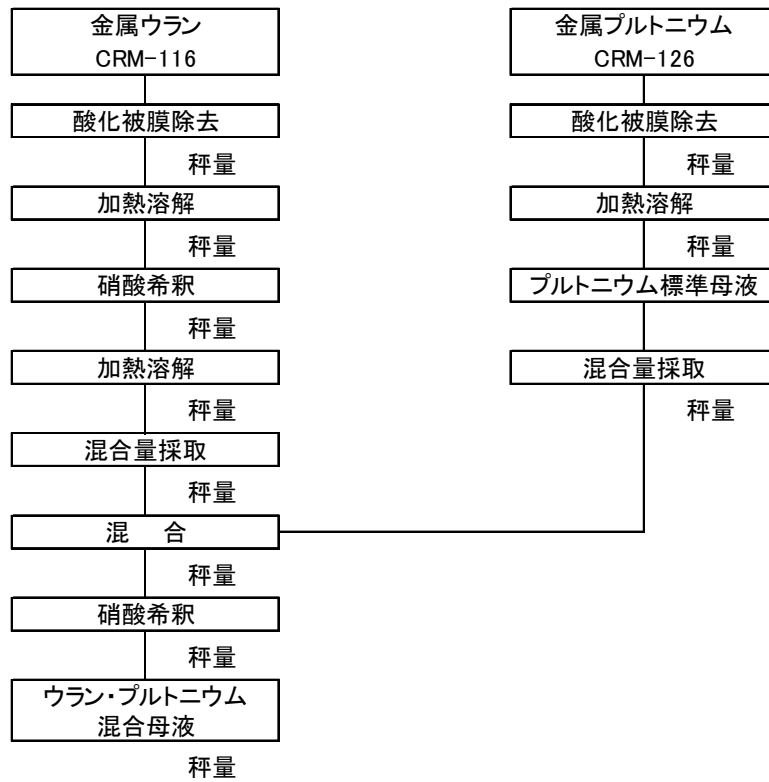 金属ウラン
CRM-116
酸化被膜除去
秤量
加熱溶解
秤量
硝酸希釈
秤量
加熱溶解
秤量
混合量採取
秤量
混 合
秤量
硝酸希釈
秤量
ウラン・プルトニウム
混合母液
秤量
金属プルトニウム
CRM-126
酸化被膜除去
秤量
加熱溶解
秤量
プルトニウム標準母液
混合量採取
秤量